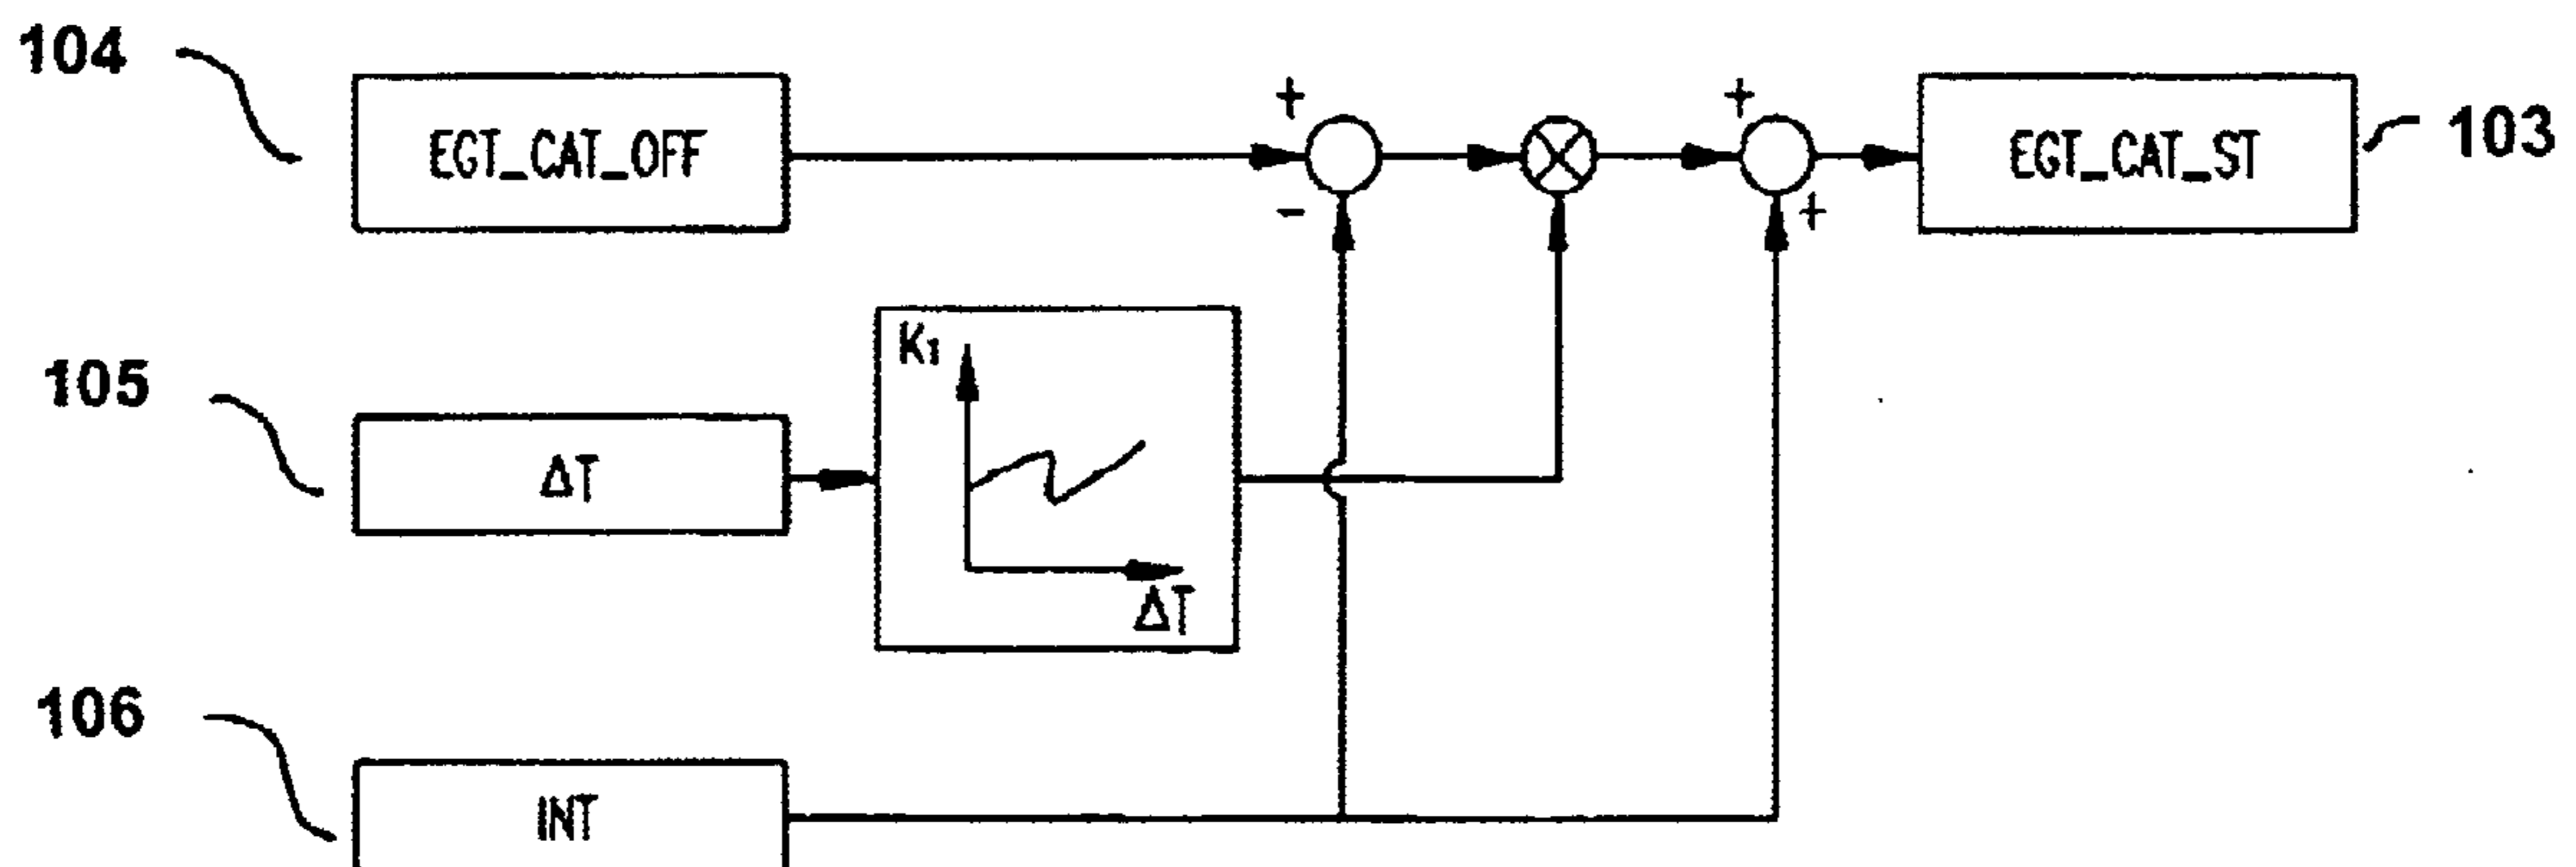 104
EGT_CAT_OFF
+
-
+
+
EGT_CAT_ST
103
105
ΔT
K1
ΔT
106
INT